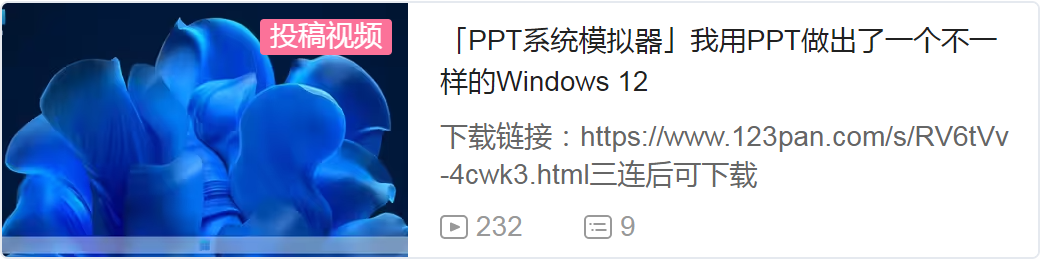 投稿视频
「PPT系统模拟器」我用PPT做出了一个不一
样的Windows 12
下载链接：https://www.123pan.com/s/RV6tVv
-4cwk3.html三连后可下载
232
9